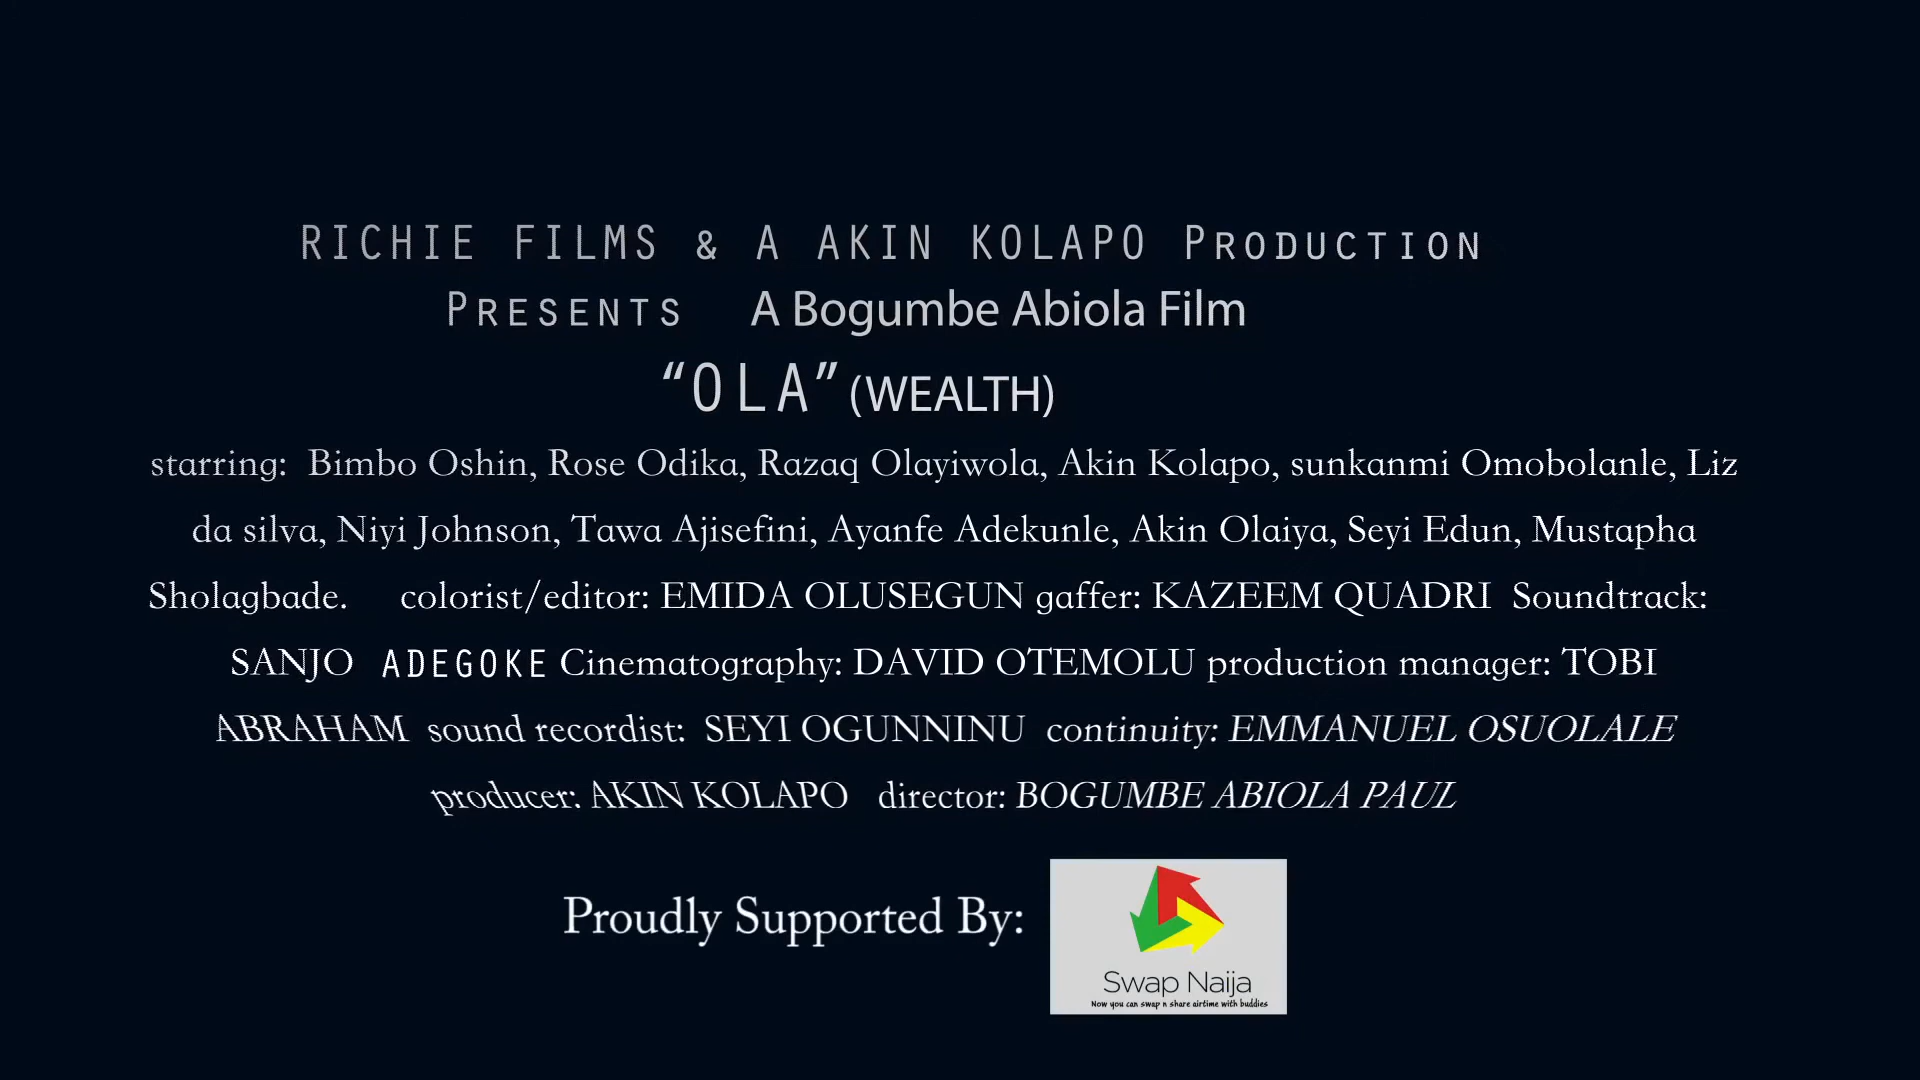 RICHIE FILMS & A AKIN KOLAPO PRODUCTION
PRESENTS A Bogumbe Abiola Film
“OLA” (WEALTH)
starring: Bimbo Oshin, Rose Odika, Razaq Olayiwola, Akin Kolapo, sunkanmi Omobolanle, Liz
da silva, Niyi Johnson, Tawa Ajisefini, Ayanfe Adekunle, Akin Olaiya, Seyi Edun, Mustapha
Sholagbade. colorist/editor: EMIDA OLUSEGUN gaffer: KAZEEM QUADRI Soundtrack:
SANJO ADEGOKE Cinematography: DAVID OTEMOLU production manager: TOBI
ABRAHAM sound recordist: SEYI OGUNNINU continuity: EMMANUEL OSUOLALE
producer: AKIN KOLAPO director: BOGUMBE ABIOLA PAUL
Proudly Supported By:
Swap Naija
Now you can swap n share airtime with buddies